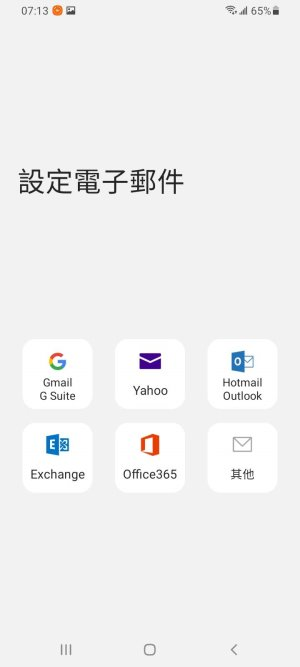 07:13
65%
設定電子郵件
Gmail
G Suite
Yahoo
Hotmail
Outlook
Exchange
Office365
其他